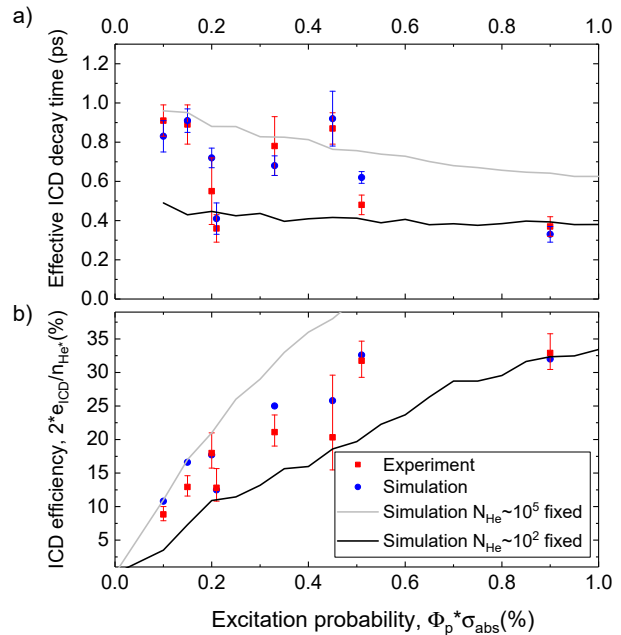 a)
0.0 0.2 0.4 0.6 0.8 1.0
Effective ICD decay time (ps)
1.2
1.0
0.8
0.6
0.4
0.2
0.0
b)
ICD efficiency, 2*e_ICD/n_He*(%)
35
30
25
20
15
10
5
Experiment
Simulation
Simulation N_He~10^5 fixed
Simulation N_He~10^2 fixed
0.0 0.2 0.4 0.6 0.8 1.0
Excitation probability, Φ_p*σ_abs(%)